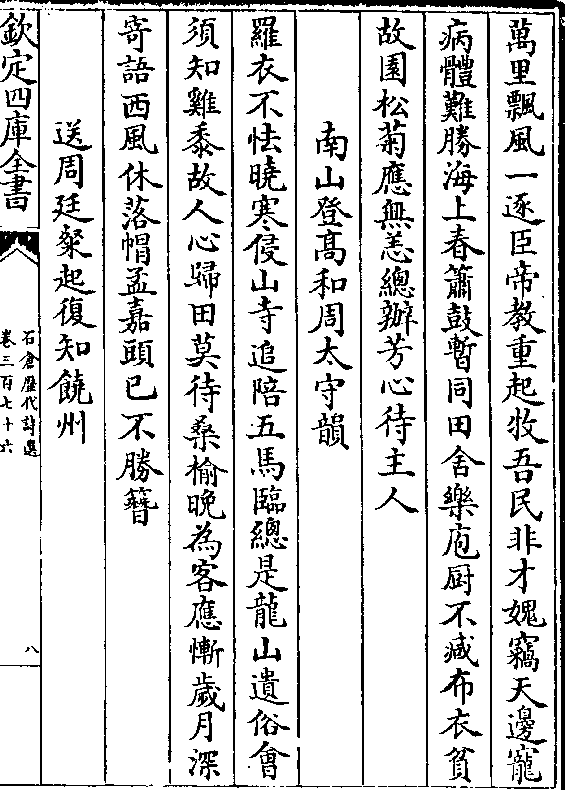 萬里飄風一逐臣帝教重起牧吾民非才媿竊天邊寵
病體難勝海上春簫鼓暫同田舍樂庖厨不減布衣貧
故園松菊應無恙總辦芳心待主人
南山登高和周太守韻
羅衣不怯曉寒侵山寺追陪五馬臨總是龍山遺俗會
須知雞黍故人心歸田莫待桑榆晚為客應慚歲月深
寄語西風休落帽孟嘉頭已不勝簪
送周廷粲起復知饒州
欽定四庫全書
石倉歷代詩選
卷三百七十六
八